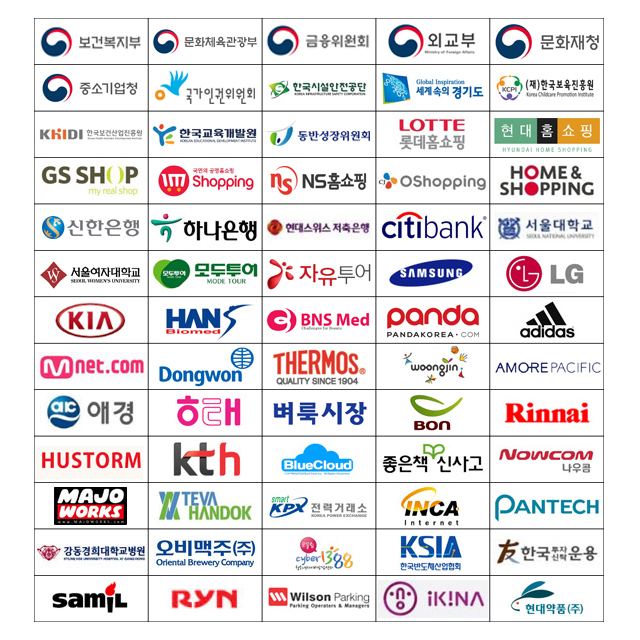 보건복지부
문화체육관광부
금융위원회
외교부
Ministry of Foreign Affairs
문화재청
중소기업청
국가인권위원회
한국시설안전공단
KOREA INFRASTRUCTURE SAFETY CORPORATION
Global Inspiration
세계속의 경기도
KCPI
(재)한국보육진흥원
Korea Childcare Promotion Institute
KHIDI 한국보건산업진흥원
한국교육개발원
KOREAN EDUCATIONAL DEVELOPMENT INSTITUTE
동반성장위원회
LOTTE
롯데홈쇼핑
현대홈쇼핑
HYUNDAI HOME SHOPPING
GS SHOP
my real shop
국민의 공영홈쇼핑
Shopping
ns NS홈쇼핑
CJ OShopping
HOME &
SHOPPING
신한은행
하나은행
현대스위스 저축은행
citibank
서울대학교
SEOUL NATIONAL UNIVERSITY
서울여자대학교
SEOUL WOMEN'S UNIVERSITY
모두투어 모두투어
MODE TOUR
자유투어
SAMSUNG
LG
KIA
HANS
Biomed
BNS Med
Challenges for Beauty
panda
PANDAKOREA.COM
adidas
Mnet.com
Dongwon
THERMOS®
QUALITY SINCE 1904
woongjin
AMOREPACIFIC
애경
해태
벼룩시장
BON
Rinnai
HUSTORM
kth
BlueCloud
좋은책 신사고
NOWCOM
나우콤
MAJO
WORKS
WWW.MAJOWORKS.COM
TEVA
HANDOK
smart
KPX 전력거래소
KOREA POWER EXCHANGE
INCA
Internet
PANTECH
강동경희대학교병원
KYUNG HEE UNIVERSITY HOSPITAL AT GANGDONG
오비맥주(주)
Oriental Brewery Company
cyber1388
KSIA
한국반도체산업협회
友 한국투자신탁운용
SAMIL
RYN
Wilson Parking
Parking Operators & Managers
iKINA
현대약품(주)